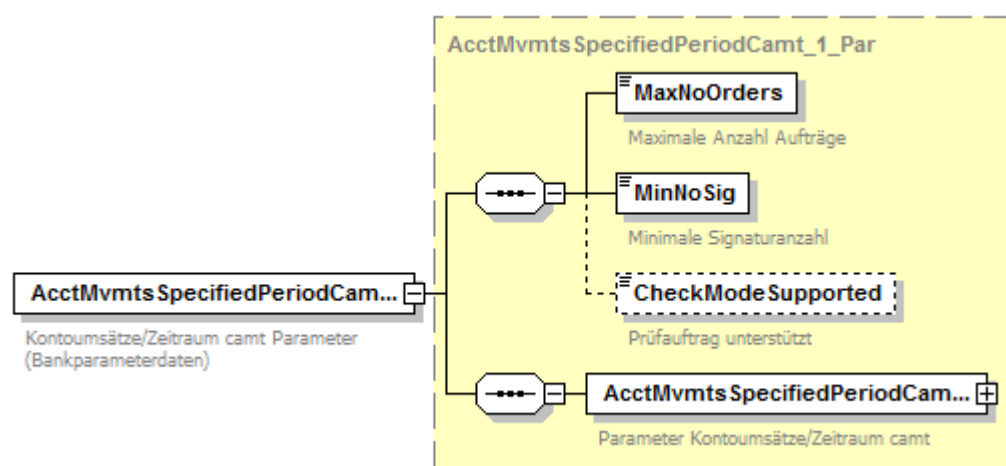 AcctMvmtsSpecifiedPeriodCamt_1_Par
MaxNoOrders
Maximale Anzahl Aufträge
MinNoSig
Minimale Signaturanzahl
AcctMvmtsSpecifiedPeriodCam...
Kontoumsätze/Zeitraum camt Parameter
(Bankparameterdaten)
CheckModeSupported
Prüfauftrag unterstützt
AcctMvmtsSpecifiedPeriodCam...
Parameter Kontoumsätze/Zeitraum camt